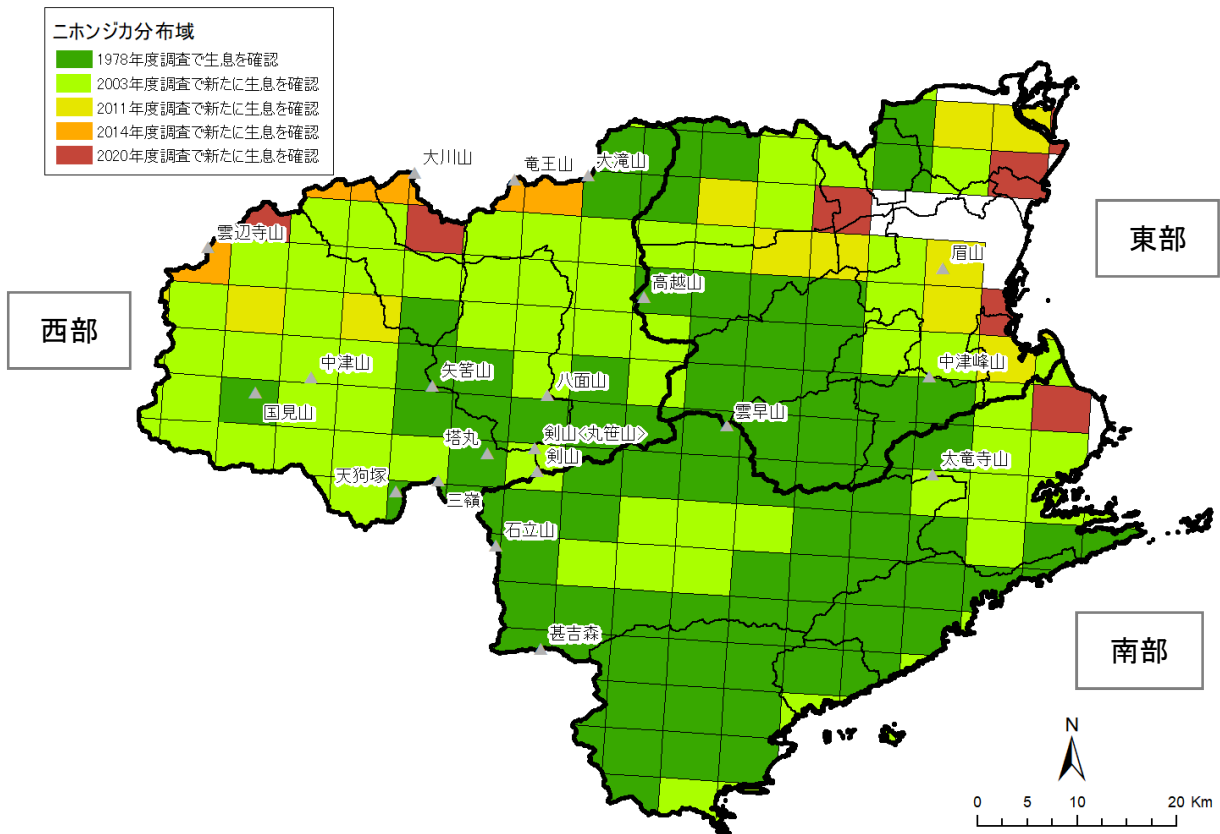 ニホンジカ分布域
1978年度調査で生息を確認
2003年度調査で新たに生息を確認
2011年度調査で新たに生息を確認
2014年度調査で新たに生息を確認
2020年度調査で新たに生息を確認
大川山
竜王山
大滝山
雲辺寺山
眉山
東部
高越山
西部
中津山
矢筈山
八面山
中津峰山
国見山
雲早山
塔丸
剣山<丸笹山>
剣山
太竜寺山
天狗塚
三嶺
石立山
甚吉森
南部
N
0 5 10 20 Km